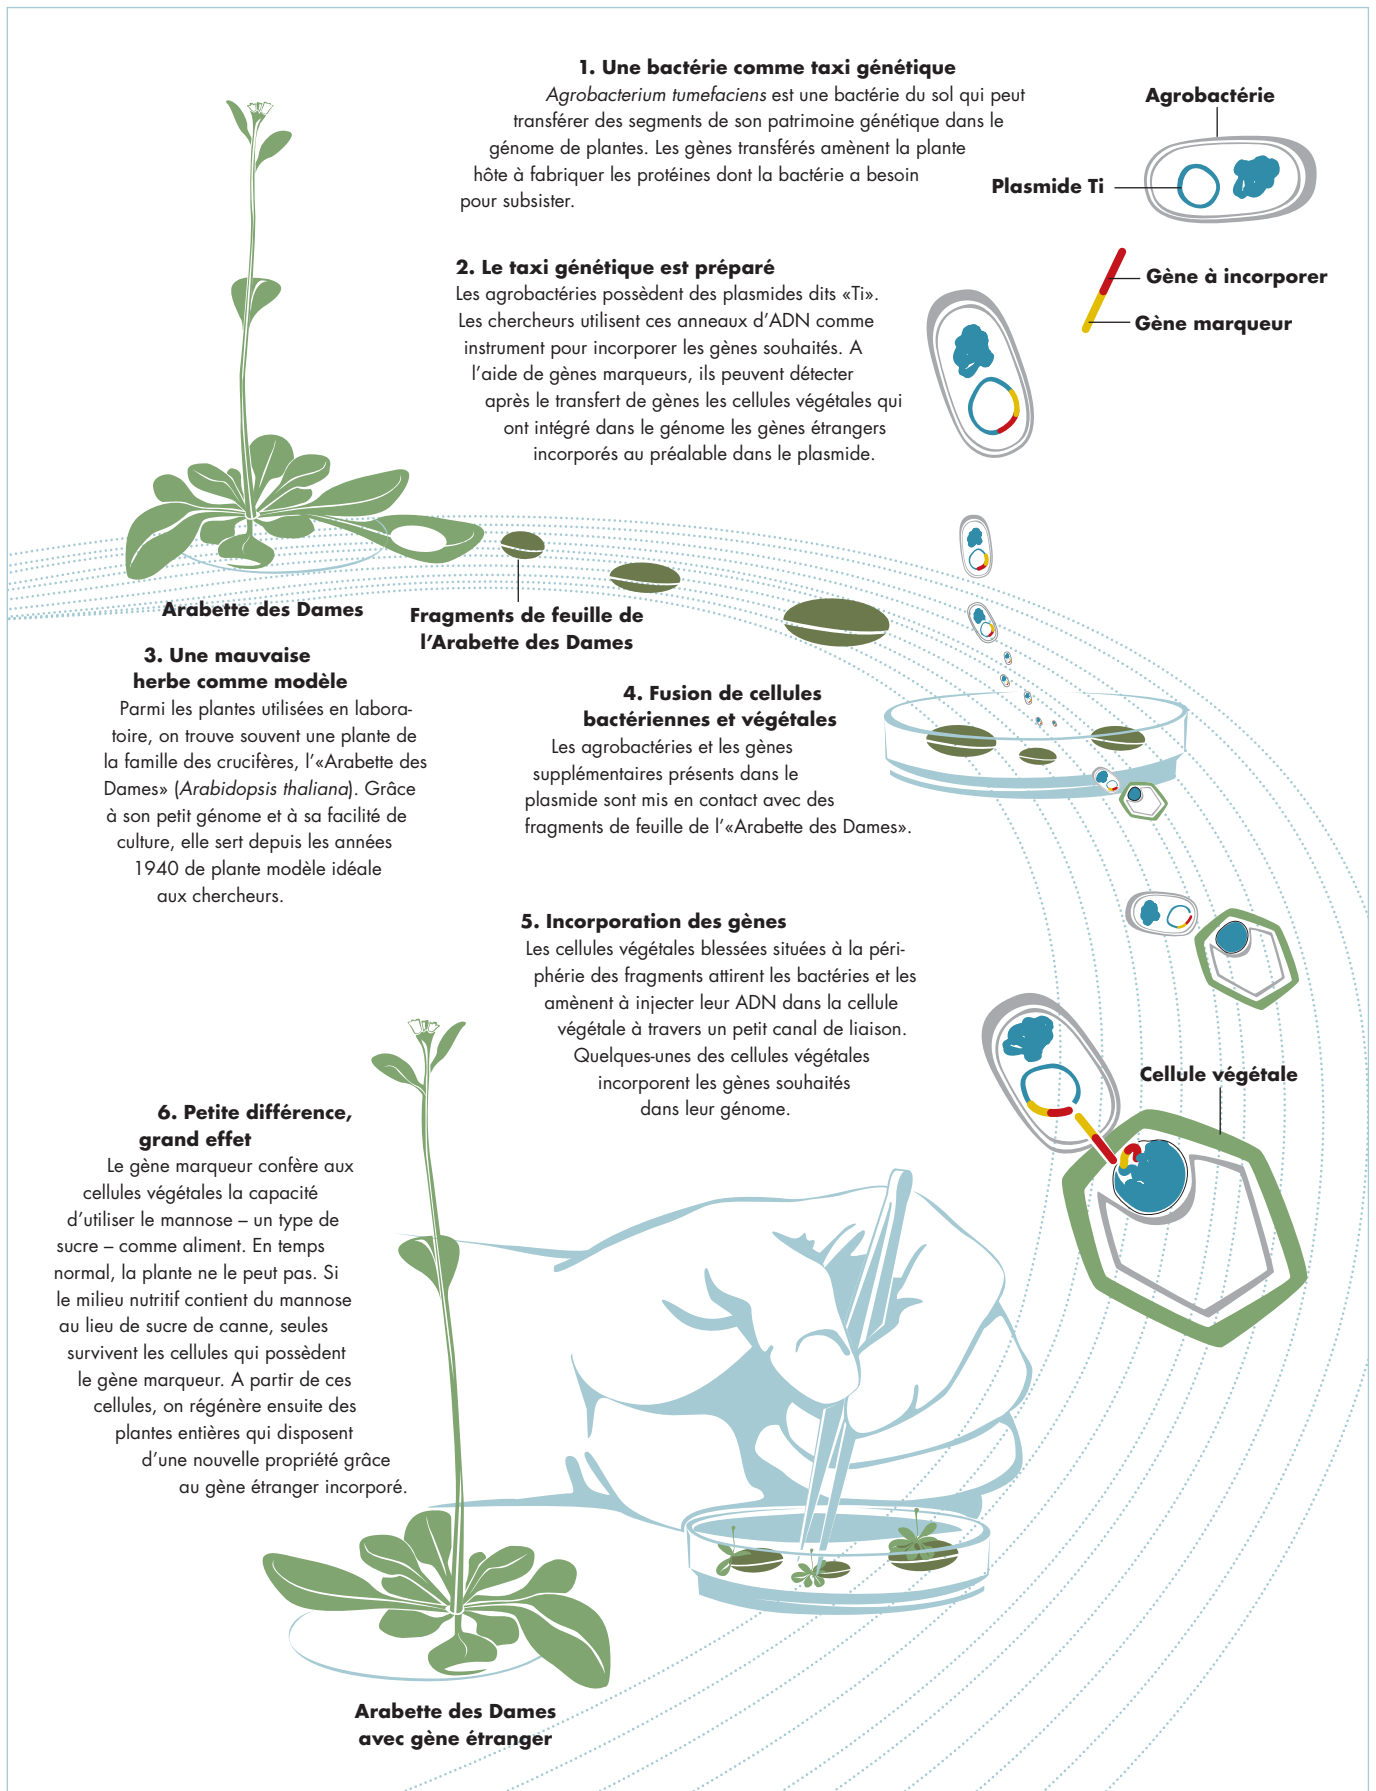 1. Une bactérie comme taxi génétique
Agrobacterium tumefaciens est une bactérie du sol qui peut
transférer des segments de son patrimoine génétique dans le
génome de plantes. Les gènes transférés amènent la plante
hôte à fabriquer les protéines dont la bactérie a besoin
pour subsister.
Agrobactérie
Plasmide Ti
Gène à incorporer
Gène marqueur
2. Le taxi génétique est préparé
Les agrobactéries possèdent des plasmides dits «Ti».
Les chercheurs utilisent ces anneaux d’ADN comme
instrument pour incorporer les gènes souhaités. A
l’aide de gènes marqueurs, ils peuvent détecter
après le transfert de gènes les cellules végétales qui
ont intégré dans le génome les gènes étrangers
incorporés au préalable dans le plasmide.
Arabette des Dames
Fragments de feuille de
l’Arabette des Dames
3. Une mauvaise
herbe comme modèle
Parmi les plantes utilisées en labora-
toire, on trouve souvent une plante de
la famille des crucifères, l’«Arabette des
Dames» (Arabidopsis thaliana). Grâce
à son petit génome et à sa facilité de
culture, elle sert depuis les années
1940 de plante modèle idéale
aux chercheurs.
4. Fusion de cellules
bactériennes et végétales
Les agrobactéries et les gènes
supplémentaires présents dans le
plasmide sont mis en contact avec des
fragments de feuille de l’«Arabette des Dames».
5. Incorporation des gènes
Les cellules végétales blessées situées à la péri-
phérie des fragments attirent les bactéries et les
amènent à injecter leur ADN dans la cellule
végétale à travers un petit canal de liaison.
Quelques-unes des cellules végétales
incorporent les gènes souhaités
dans leur génome.
Cellule végétale
6. Petite différence,
grand effet
Le gène marqueur confère aux
cellules végétales la capacité
d’utiliser le mannose – un type de
sucre – comme aliment. En temps
normal, la plante ne le peut pas. Si
le milieu nutritif contient du mannose
au lieu de sucre de canne, seules
survivent les cellules qui possèdent
le gène marqueur. A partir de ces
cellules, on régénère ensuite des
plantes entières qui disposent
d’une nouvelle propriété grâce
au gène étranger incorporé.
Arabette des Dames
avec gène étranger